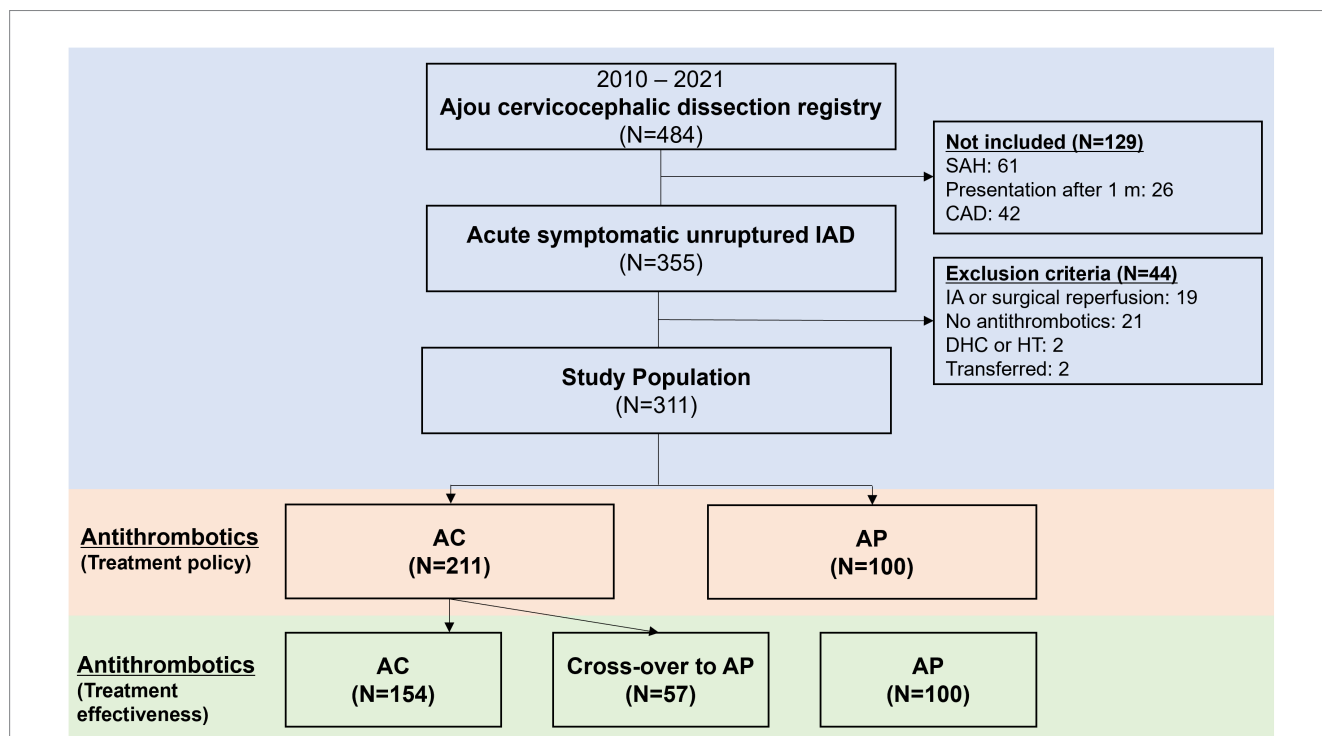 2010 – 2021
Ajou cervicocephalic dissection registry
(N=484)
Not included (N=129)
SAH: 61
Presentation after 1 m: 26
CAD: 42
Acute symptomatic unruptured IAD
(N=355)
Exclusion criteria (N=44)
IA or surgical reperfusion: 19
No antithrombotics: 21
DHC or HT: 2
Transferred: 2
Study Population
(N=311)
Antithrombotics
(Treatment policy)
AC
(N=211)
AP
(N=100)
Antithrombotics
(Treatment
effectiveness)
AC
(N=154)
Cross-over to AP
(N=57)
AP
(N=100)